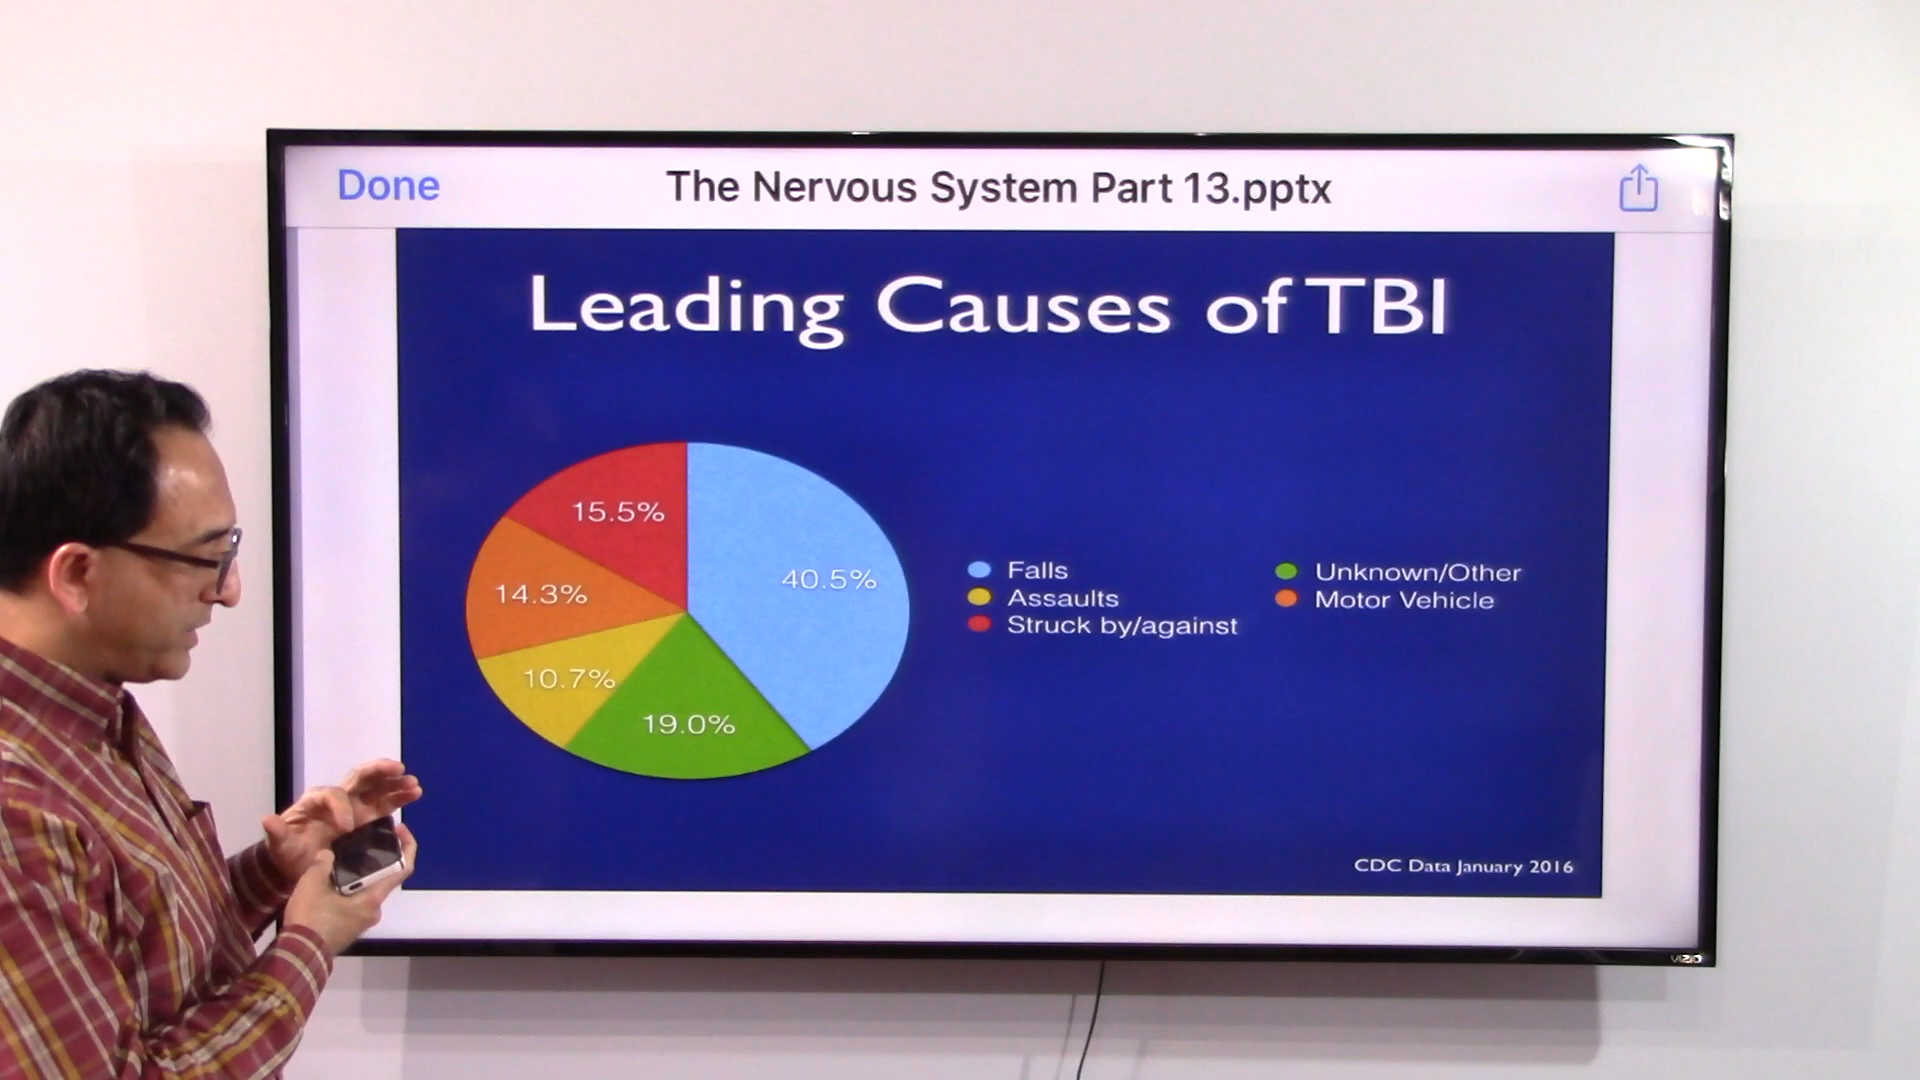 Done
The Nervous System Part 13.pptx
Leading Causes of TBI
15.5%
40.5%
14.3%
10.7%
19.0%
Falls
Assaults
Struck by/against
Unknown/Other
Motor Vehicle
CDC Data January 2016
VIZIO